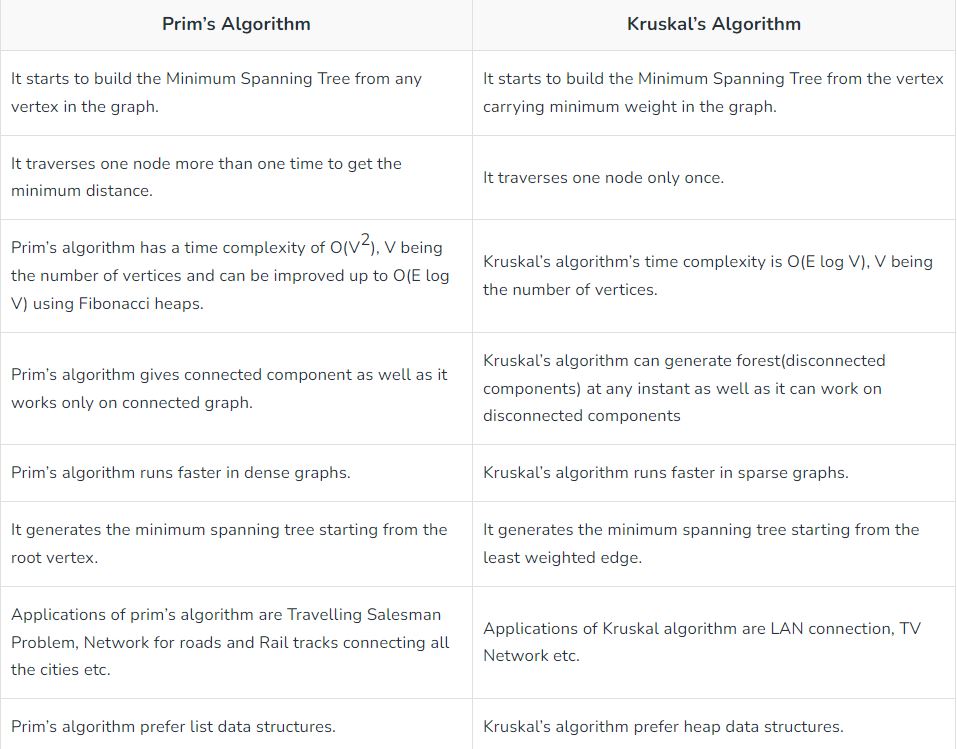 Prim’s Algorithm
Kruskal’s Algorithm
It starts to build the Minimum Spanning Tree from any
vertex in the graph.
It starts to build the Minimum Spanning Tree from the vertex
carrying minimum weight in the graph.
It traverses one node more than one time to get the
minimum distance.
It traverses one node only once.
Prim’s algorithm has a time complexity of O(V²), V being
the number of vertices and can be improved up to O(E log
V) using Fibonacci heaps.
Kruskal’s algorithm’s time complexity is O(E log V), V being
the number of vertices.
Prim’s algorithm gives connected component as well as it
works only on connected graph.
Kruskal’s algorithm can generate forest(disconnected
components) at any instant as well as it can work on
disconnected components
Prim’s algorithm runs faster in dense graphs.
Kruskal’s algorithm runs faster in sparse graphs.
It generates the minimum spanning tree starting from the
root vertex.
It generates the minimum spanning tree starting from the
least weighted edge.
Applications of prim’s algorithm are Travelling Salesman
Problem, Network for roads and Rail tracks connecting all
the cities etc.
Applications of Kruskal algorithm are LAN connection, TV
Network etc.
Prim’s algorithm prefer list data structures.
Kruskal’s algorithm prefer heap data structures.